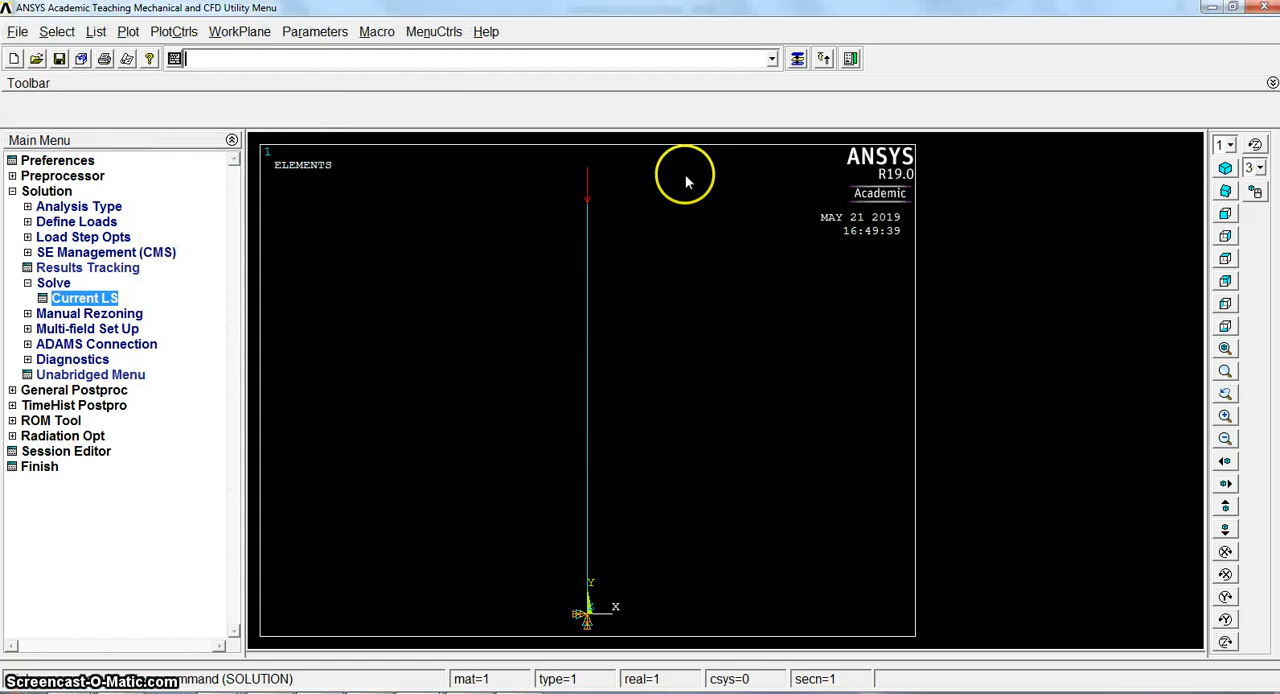 ANSYS Academic Teaching Mechanical and CFD Utility Menu
File Select List Plot PlotCtrls WorkPlane Parameters Macro MenuCtrls Help
Toolbar
Main Menu
Preferences
Preprocessor
Solution
Analysis Type
Define Loads
Load Step Opts
SE Management (CMS)
Results Tracking
Solve
Current LS
Manual Rezoning
Multi-field Set Up
ADAMS Connection
Diagnostics
Unabridged Menu
General Postproc
TimeHist Postpro
ROM Tool
Radiation Opt
Session Editor
Finish
1
ELEMENTS
ANSYS
R19.0
Academic
MAY 21 2019
16:49:39
Y
X
1
3
Screencast-O-Matic.com
mmand (SOLUTION) mat=1 type=1 real=1 csys=0 secn=1